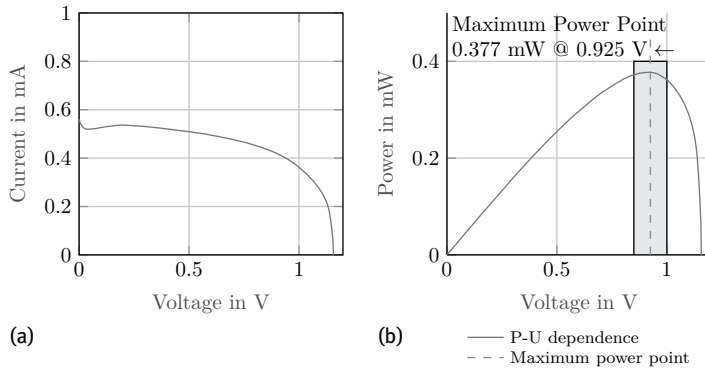 1
0.8
0.6
0.4
0.2
0
0
0.5
1
Current in mA
Voltage in V
(a)
Maximum Power Point
0.377 mW @ 0.925 V ←
0.4
0.2
0
0
0.5
1
Power in mW
Voltage in V
(b)
P-U dependence
Maximum power point